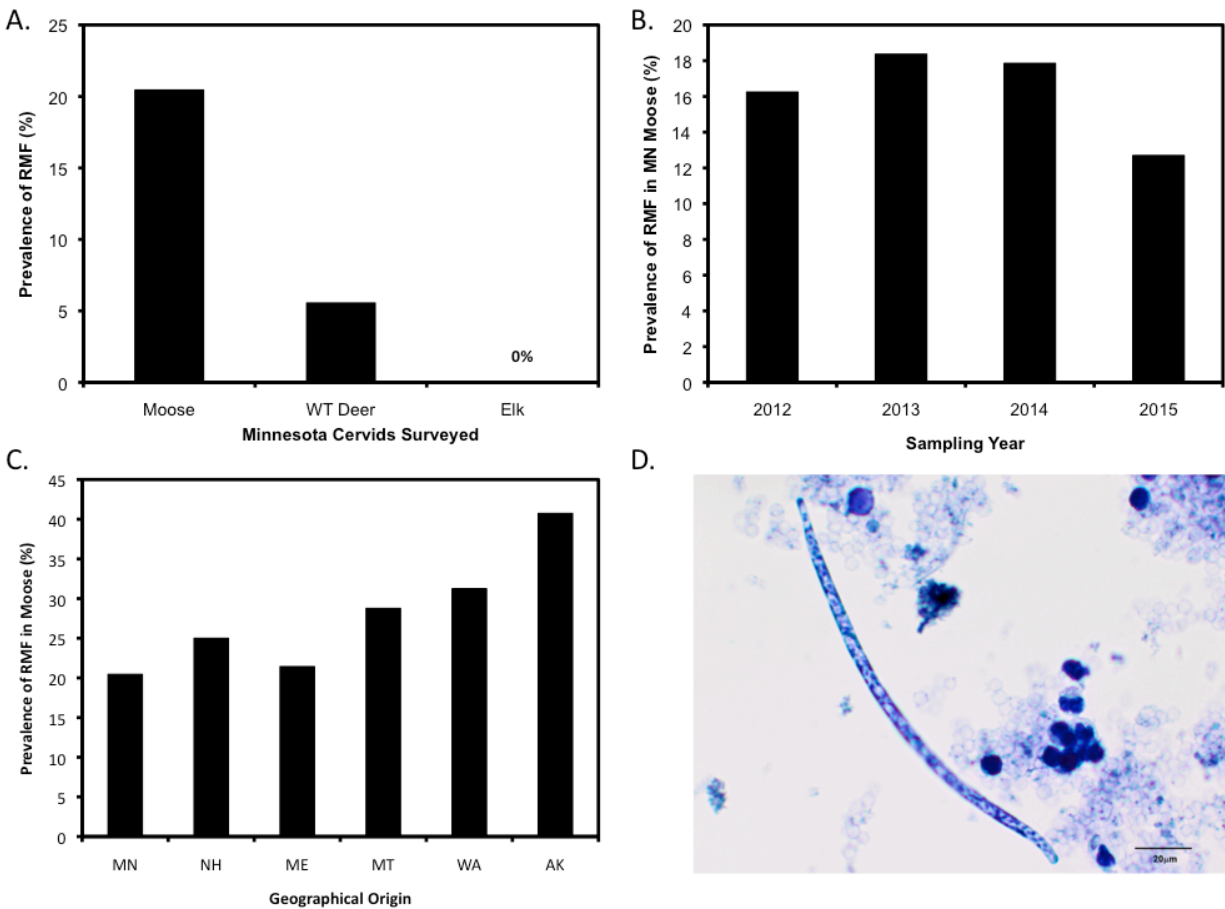 A.
Prevalence of RMF (%)
25
20
15
10
5
0
0%
Moose WT Deer Elk
Minnesota Cervids Surveyed
B.
Prevalence of RMF in MN Moose (%)
20
18
16
14
12
10
8
6
4
2
0
2012 2013 2014 2015
Sampling Year
C.
Prevalence of RMF in Moose (%)
45
40
35
30
25
20
15
10
5
0
MN NH ME MT WA AK
Geographical Origin
D.
20µm